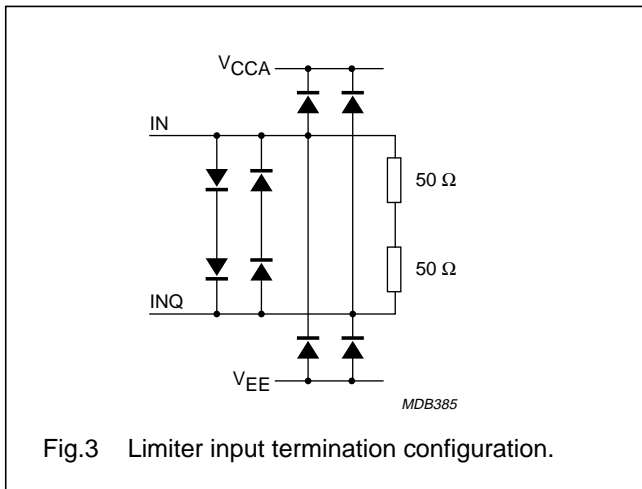 VCCA
IN
50 Ω
50 Ω
INQ
VEE
MDB385
Fig.3 Limiter input termination configuration.